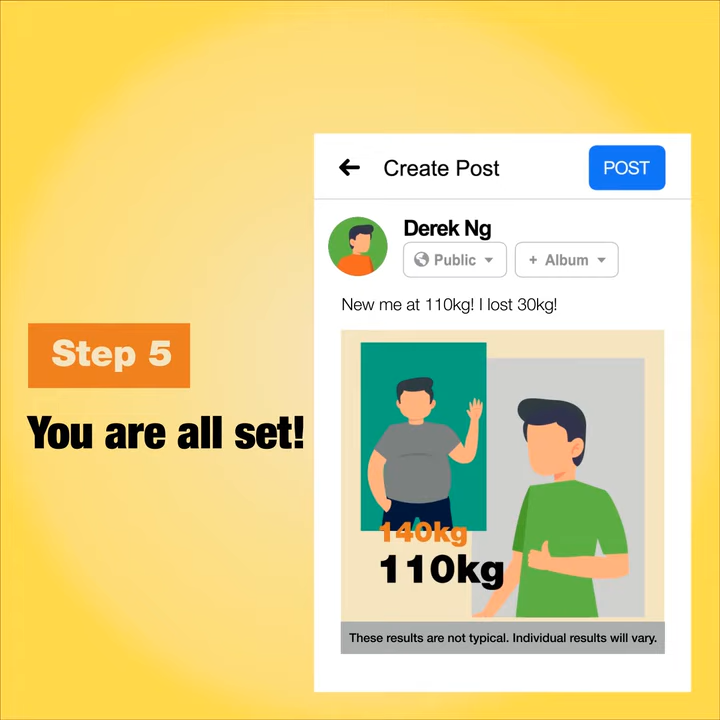 Step 5
You are all set!
Create Post
POST
Derek Ng
Public
+ Album
New me at 110kg! I lost 30kg!
140kg
110kg
These results are not typical. Individual results will vary.